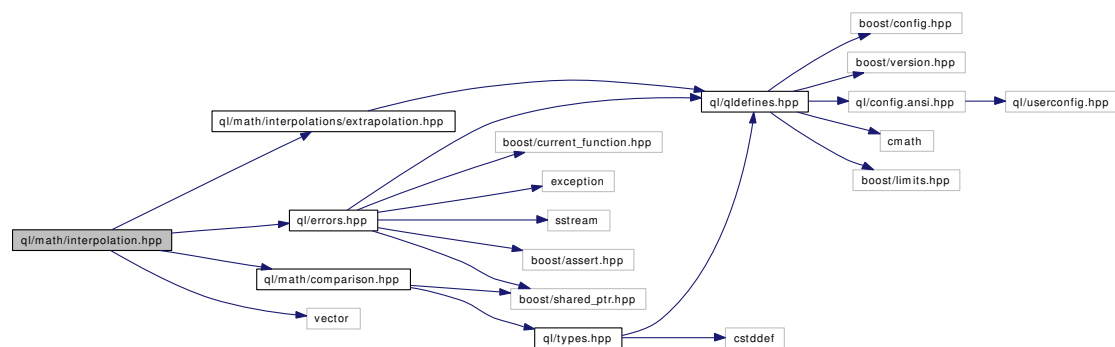 boost/config.hpp
boost/version.hpp
ql/qldefines.hpp
ql/config.ansi.hpp
ql/userconfig.hpp
ql/math/interpolations/extrapolation.hpp
cmath
boost/current_function.hpp
exception
boost/limits.hpp
ql/errors.hpp
sstream
ql/math/interpolation.hpp
boost/assert.hpp
ql/math/comparison.hpp
boost/shared_ptr.hpp
vector
ql/types.hpp
cstddef